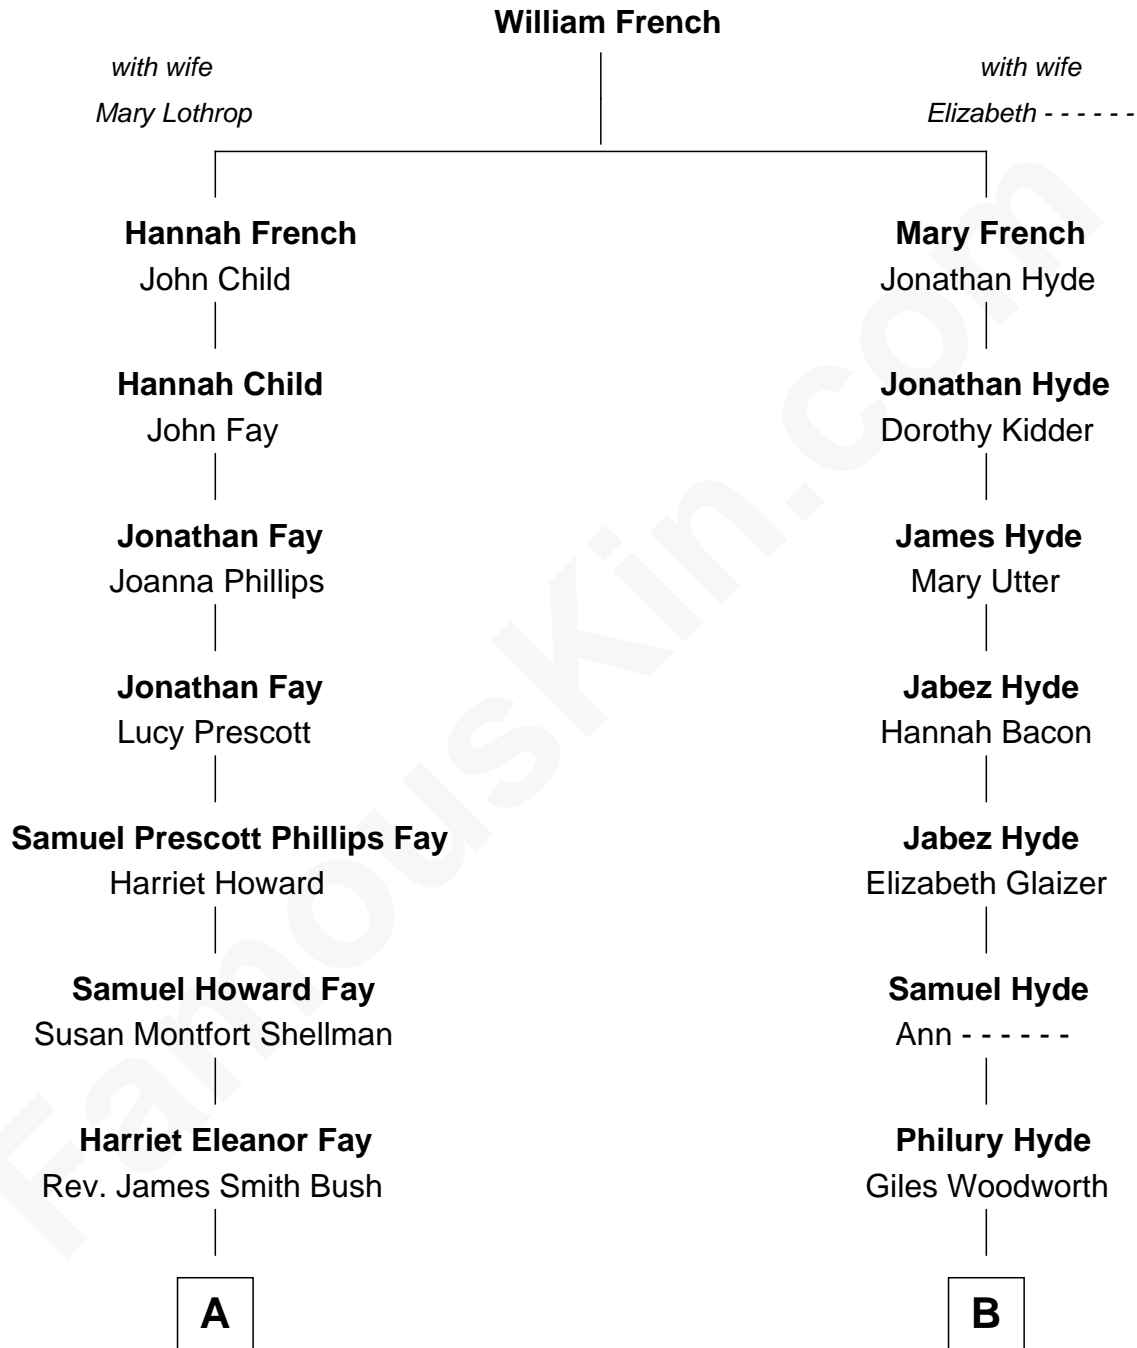 William French
with wife
Mary Lothrop
with wife
Elizabeth - - - - - -
Hannah French
John Child
Mary French
Jonathan Hyde
Hannah Child
John Fay
Jonathan Hyde
Dorothy Kidder
Jonathan Fay
Joanna Phillips
James Hyde
Mary Utter
Jonathan Fay
Lucy Prescott
Jabez Hyde
Hannah Bacon
Samuel Prescott Phillips Fay
Harriet Howard
Jabez Hyde
Elizabeth Glaizer
Samuel Howard Fay
Susan Montfort Shellman
Samuel Hyde
Ann - - - - - -
Harriet Eleanor Fay
Rev. James Smith Bush
Philury Hyde
Giles Woodworth
A
B
FamousKin.com